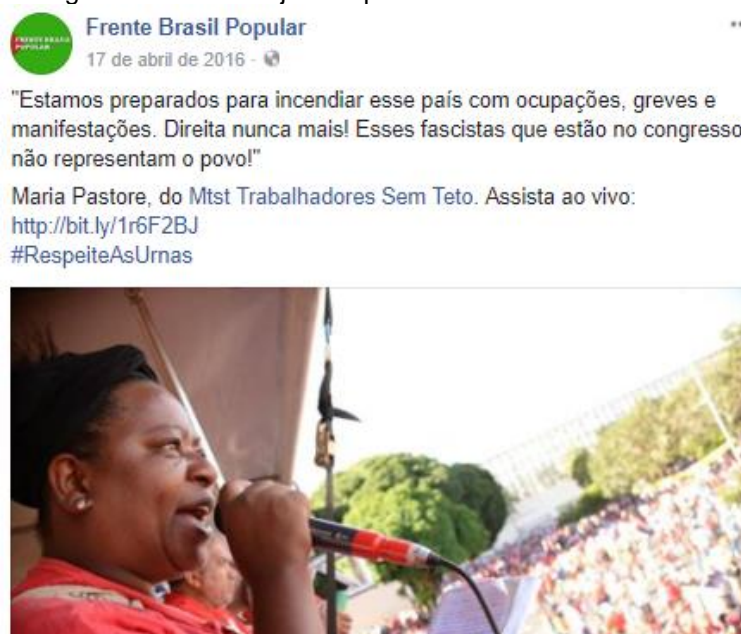 Frente Brasil Popular
17 de abril de 2016 ·
"Estamos preparados para incendiar esse país com ocupações, greves e
manifestações. Direita nunca mais! Esses fascistas que estão no congresso
não representam o povo!"
Maria Pastore, do Mtst Trabalhadores Sem Teto. Assista ao vivo:
http://bit.ly/1r6F2BJ
#RespeiteAsUrnas